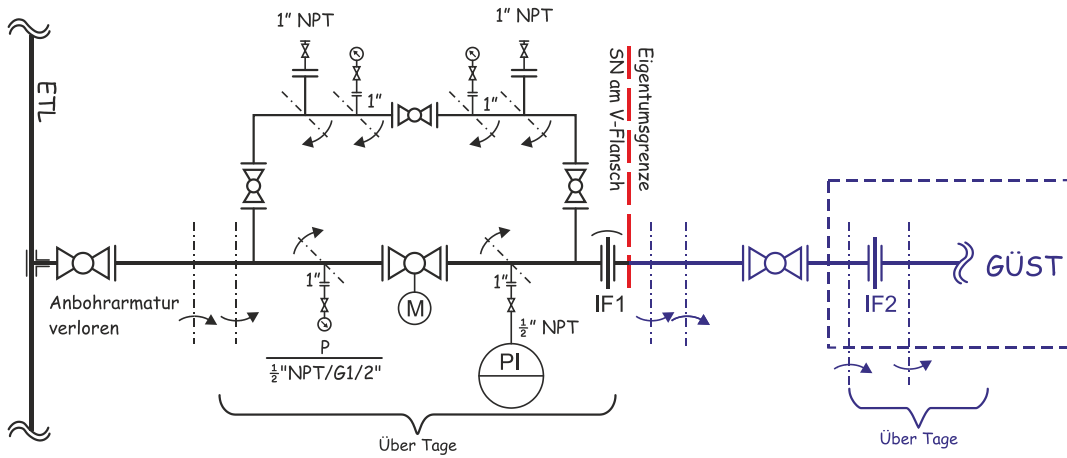 1" NPT
1" NPT
ETL
1"
1"
Eigentumsgrenze
SN am V-Flansch
Anbohrarmatur
verloren
1"
M
1"
IF1
IF2
GÜST
P
½"NPT/G1/2"
½" NPT
PI
Über Tage
Über Tage